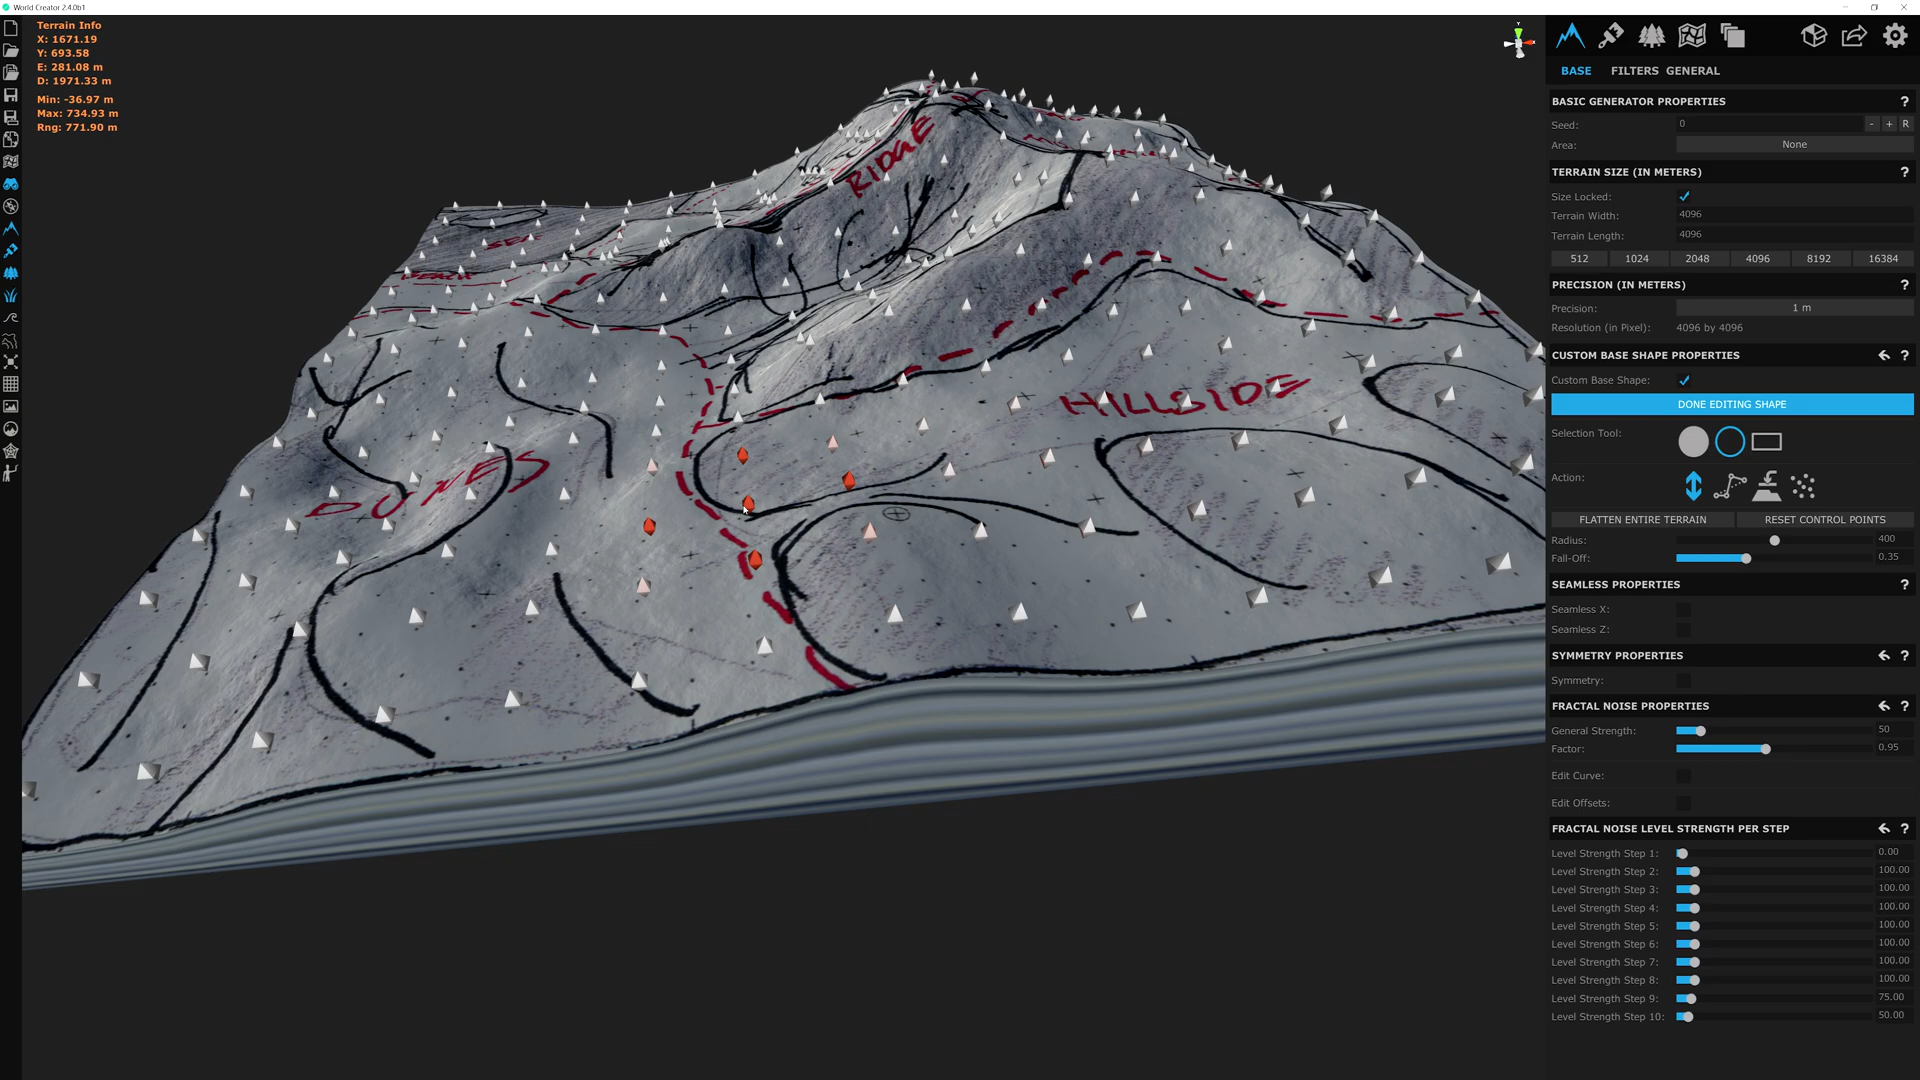 World Creator 2.4.0b1
Terrain Info
X: 1671.19
Y: 693.58
E: 281.08 m
D: 1971.33 m
Min: -36.97 m
Max: 734.93 m
Rng: 771.90 m
Y
RIDGE
SEA
BEACH
HILLSIDE
DUNES
BASE FILTERS GENERAL
BASIC GENERATOR PROPERTIES ?
Seed: 0 - + R
Area: None
TERRAIN SIZE (IN METERS) ?
Size Locked:
Terrain Width: 4096
Terrain Length: 4096
512 1024 2048 4096 8192 16384
PRECISION (IN METERS) ?
Precision: 1 m
Resolution (in Pixel): 4096 by 4096
CUSTOM BASE SHAPE PROPERTIES ?
Custom Base Shape:
DONE EDITING SHAPE
Selection Tool:
Action:
FLATTEN ENTIRE TERRAIN RESET CONTROL POINTS
Radius: 400
Fall-Off: 0.35
SEAMLESS PROPERTIES ?
Seamless X:
Seamless Z:
SYMMETRY PROPERTIES ?
Symmetry:
FRACTAL NOISE PROPERTIES ?
General Strength: 50
Factor: 0.95
Edit Curve:
Edit Offsets:
FRACTAL NOISE LEVEL STRENGTH PER STEP ?
Level Strength Step 1: 0.00
Level Strength Step 2: 100.00
Level Strength Step 3: 100.00
Level Strength Step 4: 100.00
Level Strength Step 5: 100.00
Level Strength Step 6: 100.00
Level Strength Step 7: 100.00
Level Strength Step 8: 100.00
Level Strength Step 9: 75.00
Level Strength Step 10: 50.00